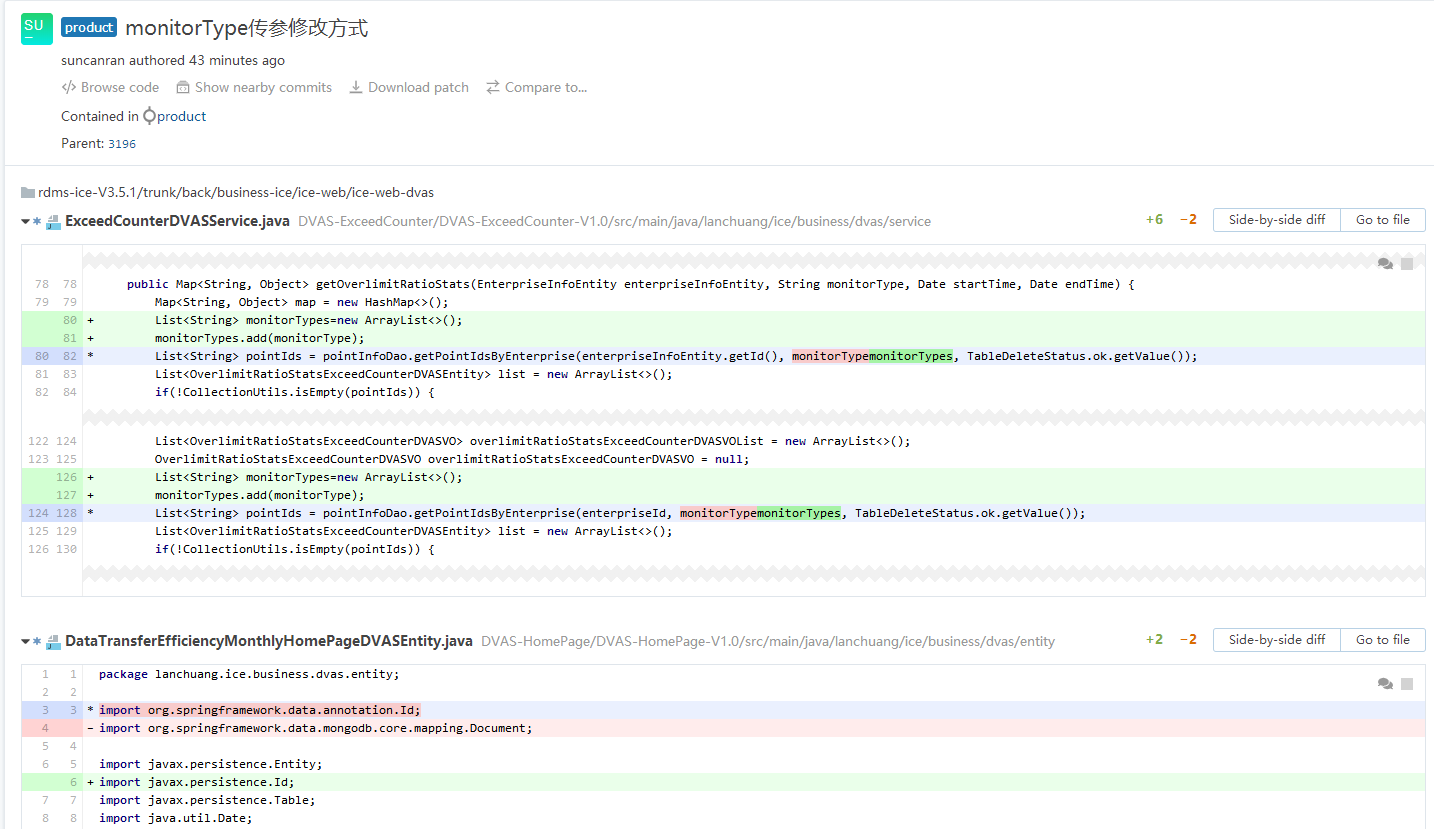 SU product monitorType传参修改方式
suncanran authored 43 minutes ago
Browse code Show nearby commits Download patch Compare to...
Contained in product
Parent: 3196
rdms-ice-V3.5.1/trunk/back/business-ice/ice-web/ice-web-dvas
* ExceedCounterDVASService.java DVAS-ExceedCounter/DVAS-ExceedCounter-V1.0/src/main/java/lanchuang/ice/business/dvas/service +6 −2 Side-by-side diff Go to file
78 78 public Map<String, Object> getOverlimitRatioStats(EnterpriseInfoEntity enterpriseInfoEntity, String monitorType, Date startTime, Date endTime) {
79 79 Map<String, Object> map = new HashMap<>();
80 + List<String> monitorTypes=new ArrayList<>();
81 + monitorTypes.add(monitorType);
80 82 * List<String> pointIds = pointInfoDao.getPointIdsByEnterprise(enterpriseInfoEntity.getId(), monitorTypemonitorTypes, TableDeleteStatus.ok.getValue());
81 83 List<OverlimitRatioStatsExceedCounterDVASEntity> list = new ArrayList<>();
82 84 if(!CollectionUtils.isEmpty(pointIds)) {
122 124 List<OverlimitRatioStatsExceedCounterDVASVO> overlimitRatioStatsExceedCounterDVASVOList = new ArrayList<>();
123 125 OverlimitRatioStatsExceedCounterDVASVO overlimitRatioStatsExceedCounterDVASVO = null;
126 + List<String> monitorTypes=new ArrayList<>();
127 + monitorTypes.add(monitorType);
124 128 * List<String> pointIds = pointInfoDao.getPointIdsByEnterprise(enterpriseId, monitorTypemonitorTypes, TableDeleteStatus.ok.getValue());
125 129 List<OverlimitRatioStatsExceedCounterDVASEntity> list = new ArrayList<>();
126 130 if(!CollectionUtils.isEmpty(pointIds)) {
* DataTransferEfficiencyMonthlyHomePageDVASEntity.java DVAS-HomePage/DVAS-HomePage-V1.0/src/main/java/lanchuang/ice/business/dvas/entity +2 −2 Side-by-side diff Go to file
1 1 package lanchuang.ice.business.dvas.entity;
2 2
3 3 * import org.springframework.data.annotation.Id;
4 - import org.springframework.data.mongodb.core.mapping.Document;
5 4
6 5 import javax.persistence.Entity;
6 + import javax.persistence.Id;
7 7 import javax.persistence.Table;
8 8 import java.util.Date;